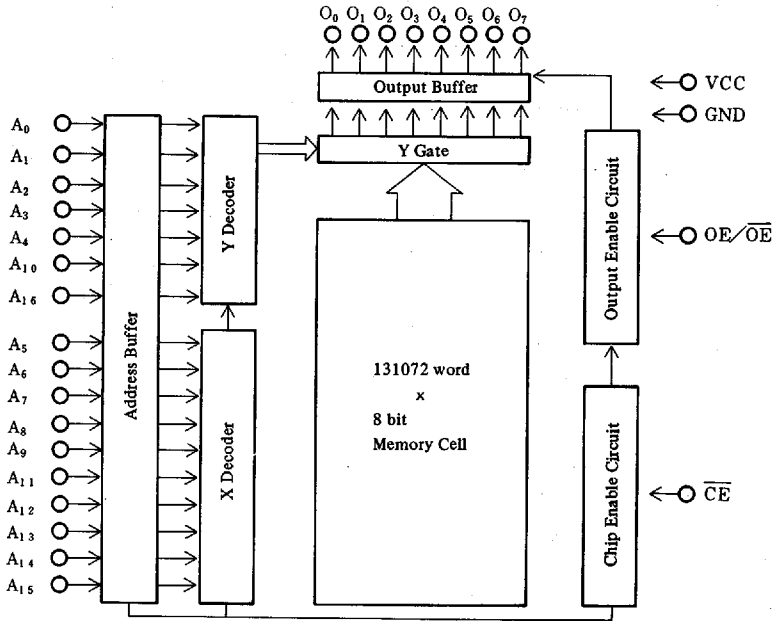 O₀ O₁ O₂ O₃ O₄ O₅ O₆ O₇
Output Buffer
Y Gate
VCC
GND
A₀
A₁
A₂
A₃
A₄
A₁₀
A₁₆
A₅
A₆
A₇
A₈
A₉
A₁₁
A₁₂
A₁₃
A₁₄
A₁₅
Address Buffer
Y Decoder
X Decoder
131072 word
x
8 bit
Memory Cell
Output Enable Circuit
OE/O̅E̅
Chip Enable Circuit
C̅E̅